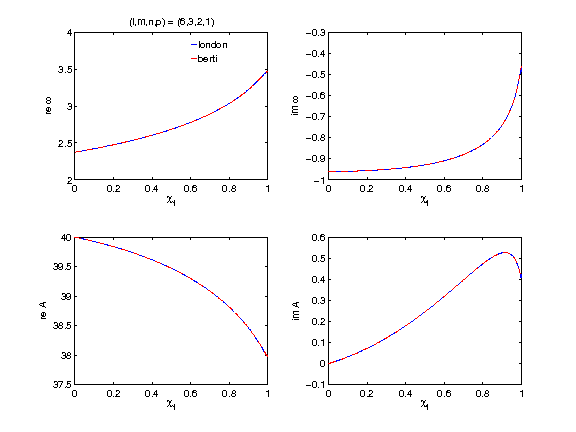 (l,m,n,p) = (6,3,2,1)
4
3.5
3
2.5
2
re ω
0 0.2 0.4 0.6 0.8 1
χf
london
berti
−0.3
−0.4
−0.5
−0.6
−0.7
−0.8
−0.9
−1
im ω
0 0.2 0.4 0.6 0.8 1
χf
40
39.5
39
38.5
38
37.5
re A
0 0.2 0.4 0.6 0.8 1
χf
0.6
0.5
0.4
0.3
0.2
0.1
0
−0.1
im A
0 0.2 0.4 0.6 0.8 1
χf